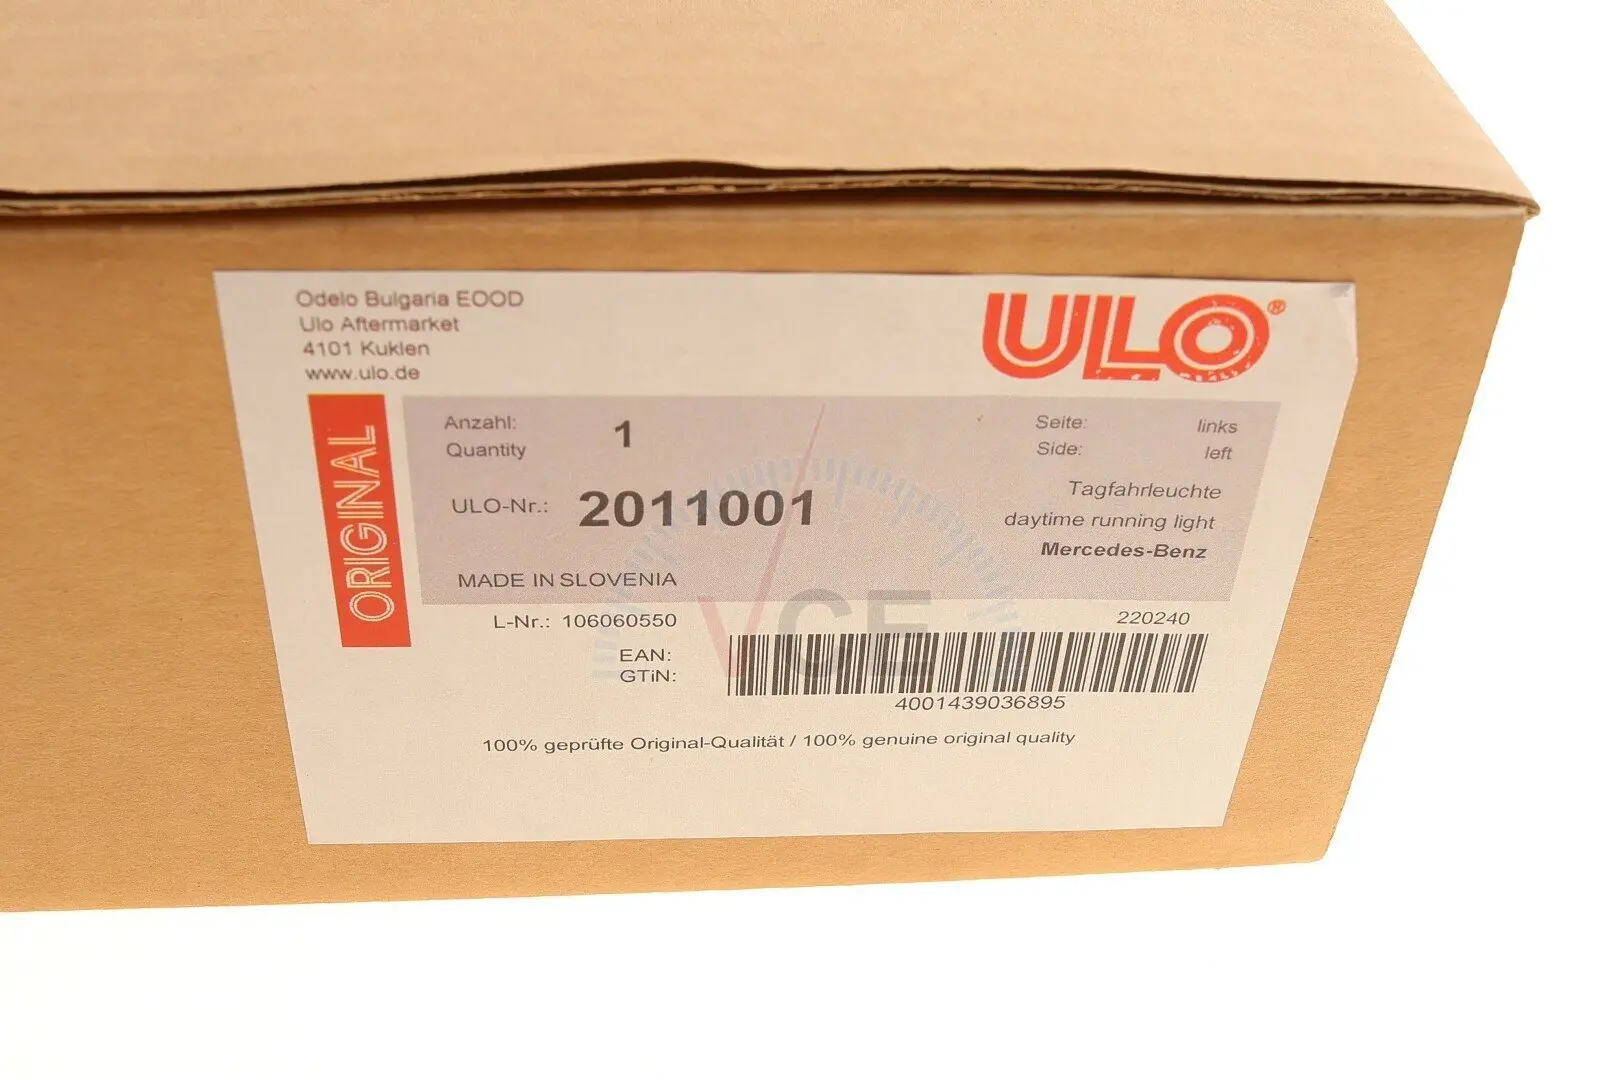 Odelo Bulgaria EOOD
Ulo Aftermarket
4101 Kuklen
www.ulo.de
ULO®
ORIGINAL
Anzahl: 1
Quantity
Seite: links
Side: left
ULO-Nr.: 2011001
Tagfahrleuchte
daytime running light
Mercedes-Benz
MADE IN SLOVENIA
L-Nr.: 106060550
220240
EAN:
GTiN:
4001439036895
100% geprüfte Original-Qualität / 100% genuine original quality
VCE